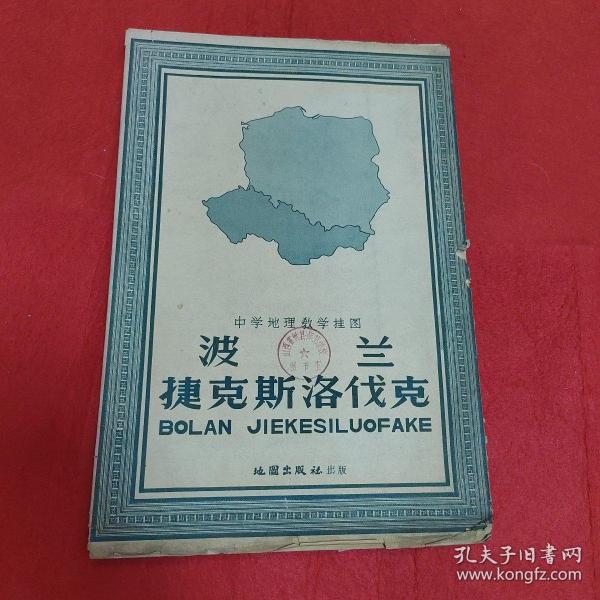 中学地理教学挂图
波兰
捷克斯洛伐克
BOLAN JIEKESILUOFAKE
地圖出版社出版
孔夫子旧书网
www.kongfz.com